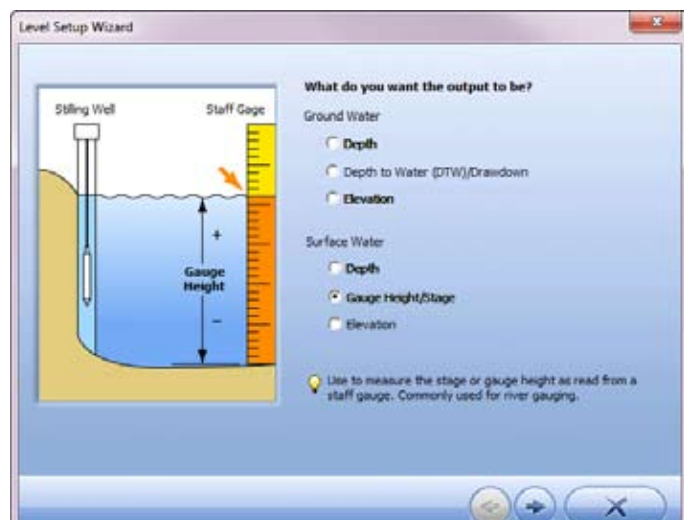 Level Setup Wizard
Stilling Well
Staff Gage
+
Gauge
Height
–
What do you want the output to be?
Ground Water
Depth
Depth to Water (DTW)/Drawdown
Elevation
Surface Water
Depth
Gauge Height/Stage
Elevation
Use to measure the stage or gauge height as read from a
staff gauge. Commonly used for river gauging.